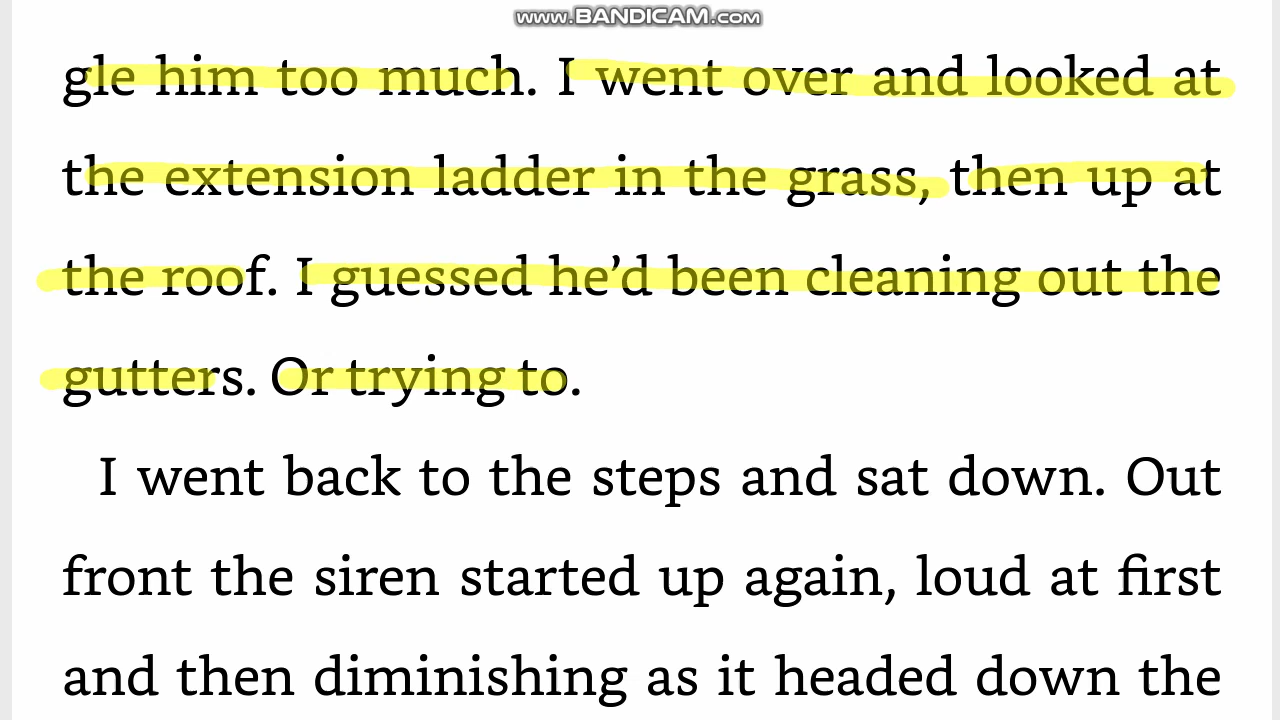 www.BANDICAM.com
gle him too much. I went over and looked at
the extension ladder in the grass, then up at
the roof. I guessed he’d been cleaning out the
gutters. Or trying to.
I went back to the steps and sat down. Out
front the siren started up again, loud at first
and then diminishing as it headed down the